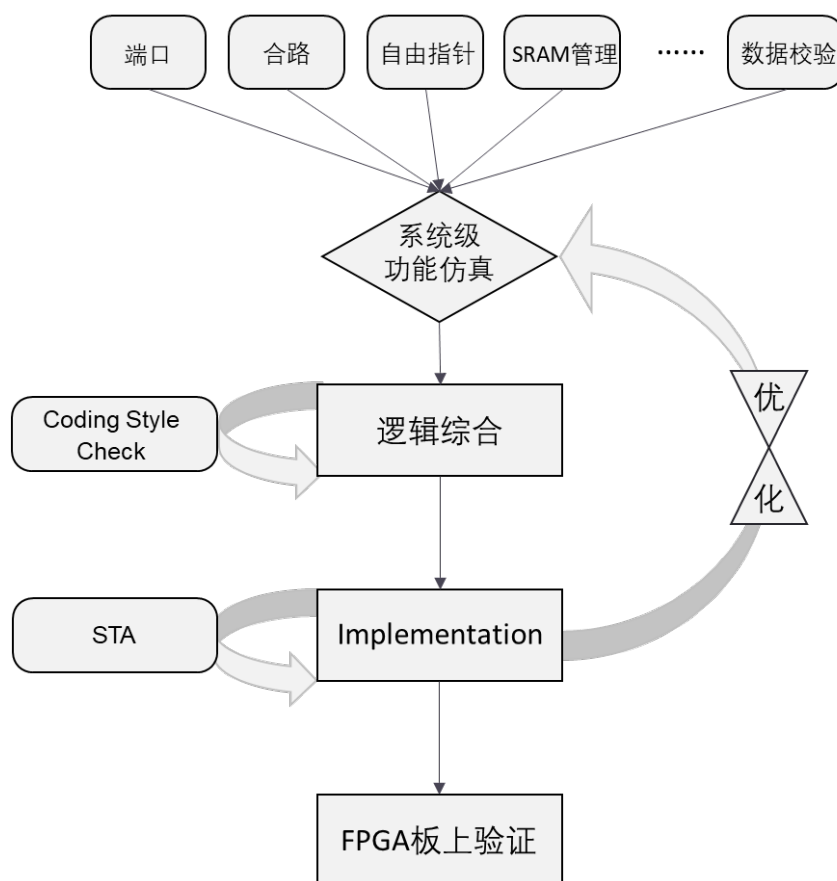 端口
合路
自由指针
SRAM管理
……
数据校验
系统级
功能仿真
Coding Style
Check
逻辑综合
优
化
STA
Implementation
FPGA板上验证